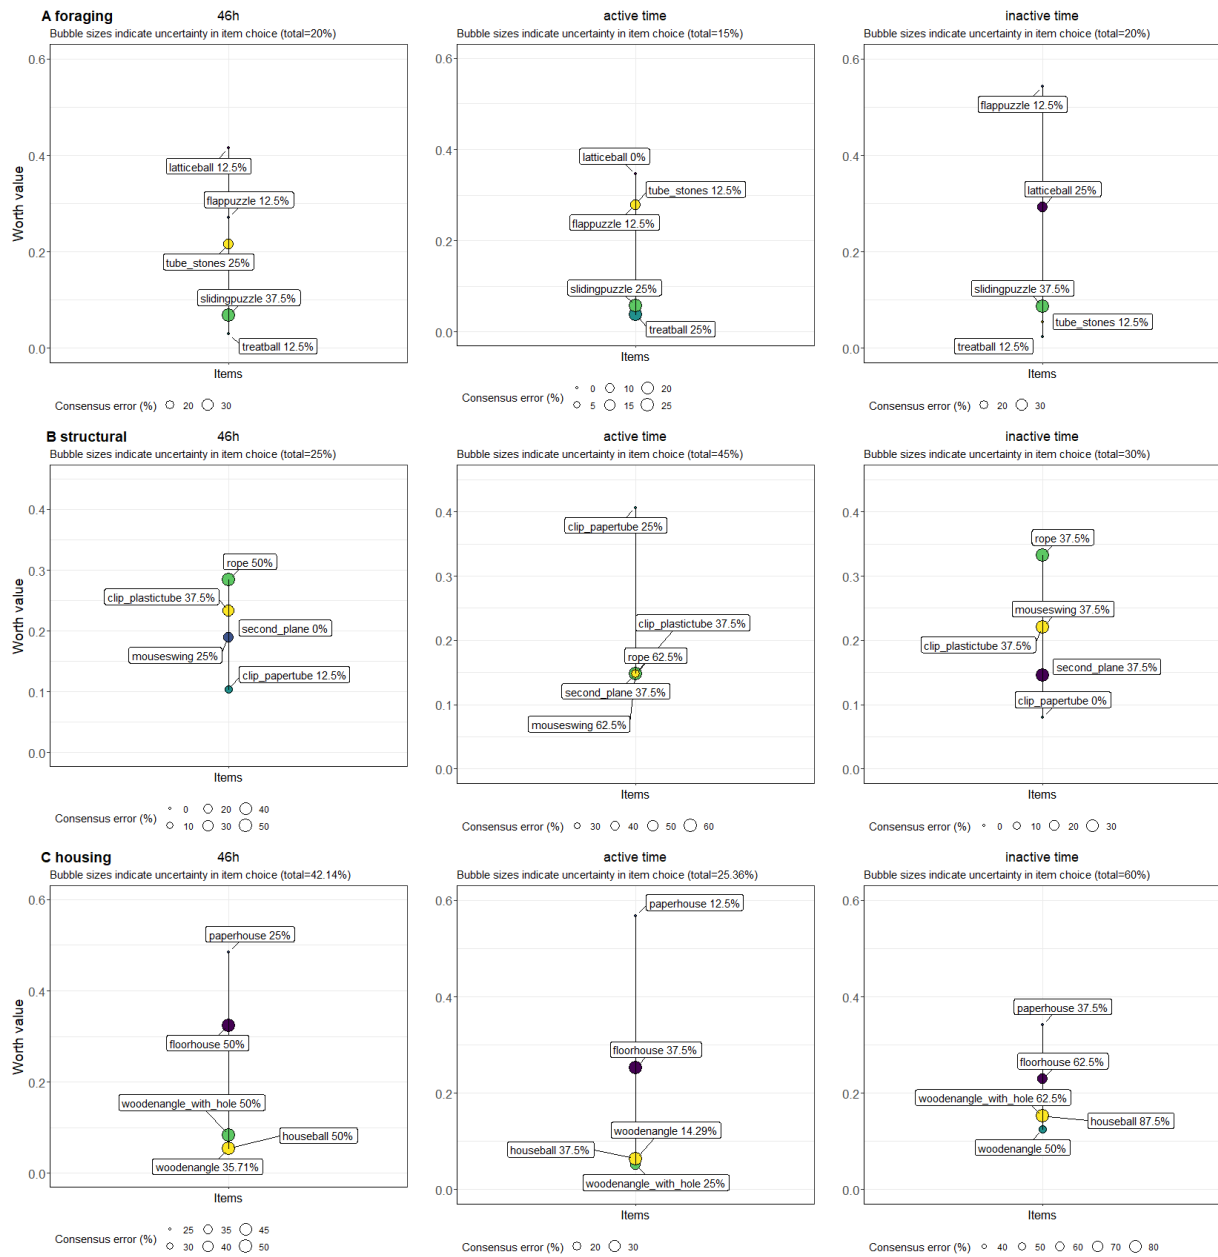 A foraging 46h active time inactive time
Bubble sizes indicate uncertainty in item choice (total=20%) Bubble sizes indicate uncertainty in item choice (total=15%) Bubble sizes indicate uncertainty in item choice (total=20%)
Worth value
0.6
0.4
0.2
0.0
latticeball 12.5%
flappuzzle 12.5%
tube_stones 25%
slidingpuzzle 37.5%
treatball 12.5%
Items
Consensus error (%) 20 30
0.6
0.4
0.2
0.0
latticeball 0%
tube_stones 12.5%
flappuzzle 12.5%
slidingpuzzle 25%
treatball 25%
Items
Consensus error (%) 0 10 20
5 15 25
0.6
0.4
0.2
0.0
flappuzzle 12.5%
latticeball 25%
slidingpuzzle 37.5%
tube_stones 12.5%
treatball 12.5%
Items
Consensus error (%) 20 30
B structural 46h active time inactive time
Bubble sizes indicate uncertainty in item choice (total=25%) Bubble sizes indicate uncertainty in item choice (total=45%) Bubble sizes indicate uncertainty in item choice (total=30%)
Worth value
0.4
0.3
0.2
0.1
0.0
rope 50%
clip_plastictube 37.5%
second_plane 0%
mouseswing 25%
clip_papertube 12.5%
Items
Consensus error (%) 0 20 40
10 30 50
0.4
0.3
0.2
0.1
0.0
clip_papertube 25%
clip_plastictube 37.5%
rope 62.5%
second_plane 37.5%
mouseswing 62.5%
Items
Consensus error (%) 30 40 50 60
0.4
0.3
0.2
0.1
0.0
rope 37.5%
mouseswing 37.5%
clip_plastictube 37.5%
second_plane 37.5%
clip_papertube 0%
Items
Consensus error (%) 0 10 20 30
C housing 46h active time inactive time
Bubble sizes indicate uncertainty in item choice (total=42.14%) Bubble sizes indicate uncertainty in item choice (total=25.36%) Bubble sizes indicate uncertainty in item choice (total=60%)
Worth value
0.6
0.4
0.2
0.0
paperhouse 25%
floorhouse 50%
woodenangle_with_hole 50%
houseball 50%
woodenangle 35.71%
Items
Consensus error (%) 25 35 45
30 40 50
0.6
0.4
0.2
0.0
paperhouse 12.5%
floorhouse 37.5%
woodenangle 14.29%
houseball 37.5%
woodenangle_with_hole 25%
Items
Consensus error (%) 20 30
0.6
0.4
0.2
0.0
paperhouse 37.5%
floorhouse 62.5%
woodenangle_with_hole 62.5%
houseball 87.5%
woodenangle 50%
Items
Consensus error (%) 40 50 60 70 80